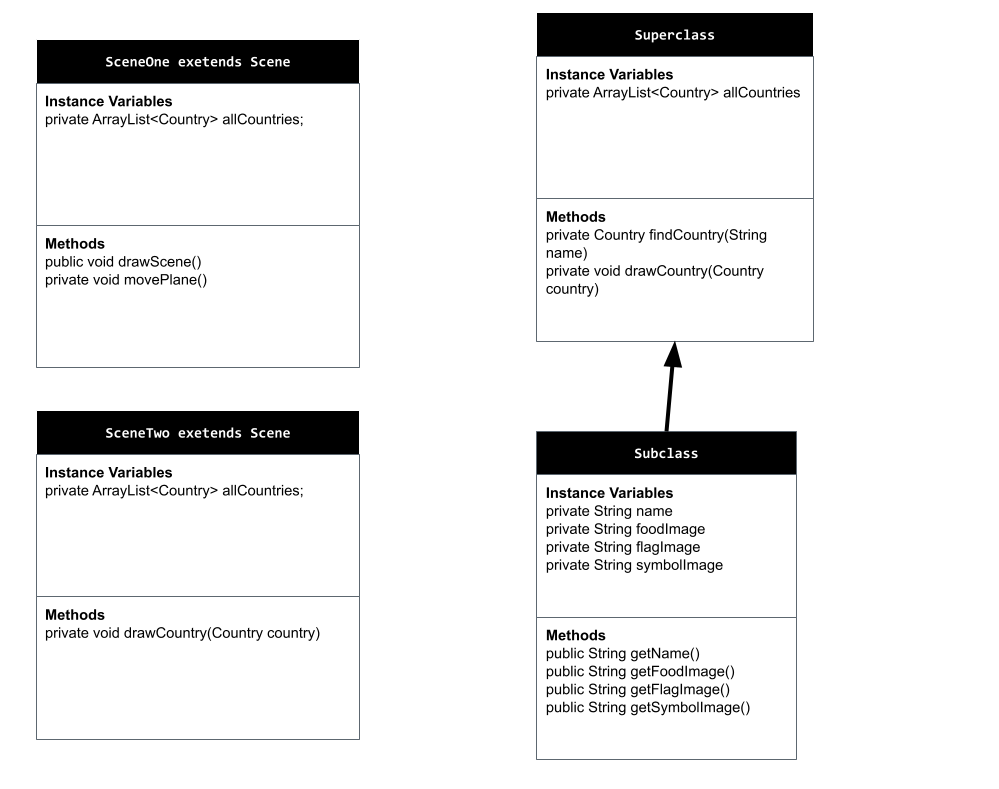 SceneOne exetends Scene
Instance Variables
private ArrayList<Country> allCountries;
Methods
public void drawScene()
private void movePlane()
SceneTwo exetends Scene
Instance Variables
private ArrayList<Country> allCountries;
Methods
private void drawCountry(Country country)
Superclass
Instance Variables
private ArrayList<Country> allCountries
Methods
private Country findCountry(String
name)
private void drawCountry(Country
country)
Subclass
Instance Variables
private String name
private String foodImage
private String flagImage
private String symbolImage
Methods
public String getName()
public String getFoodImage()
public String getFlagImage()
public String getSymbolImage()